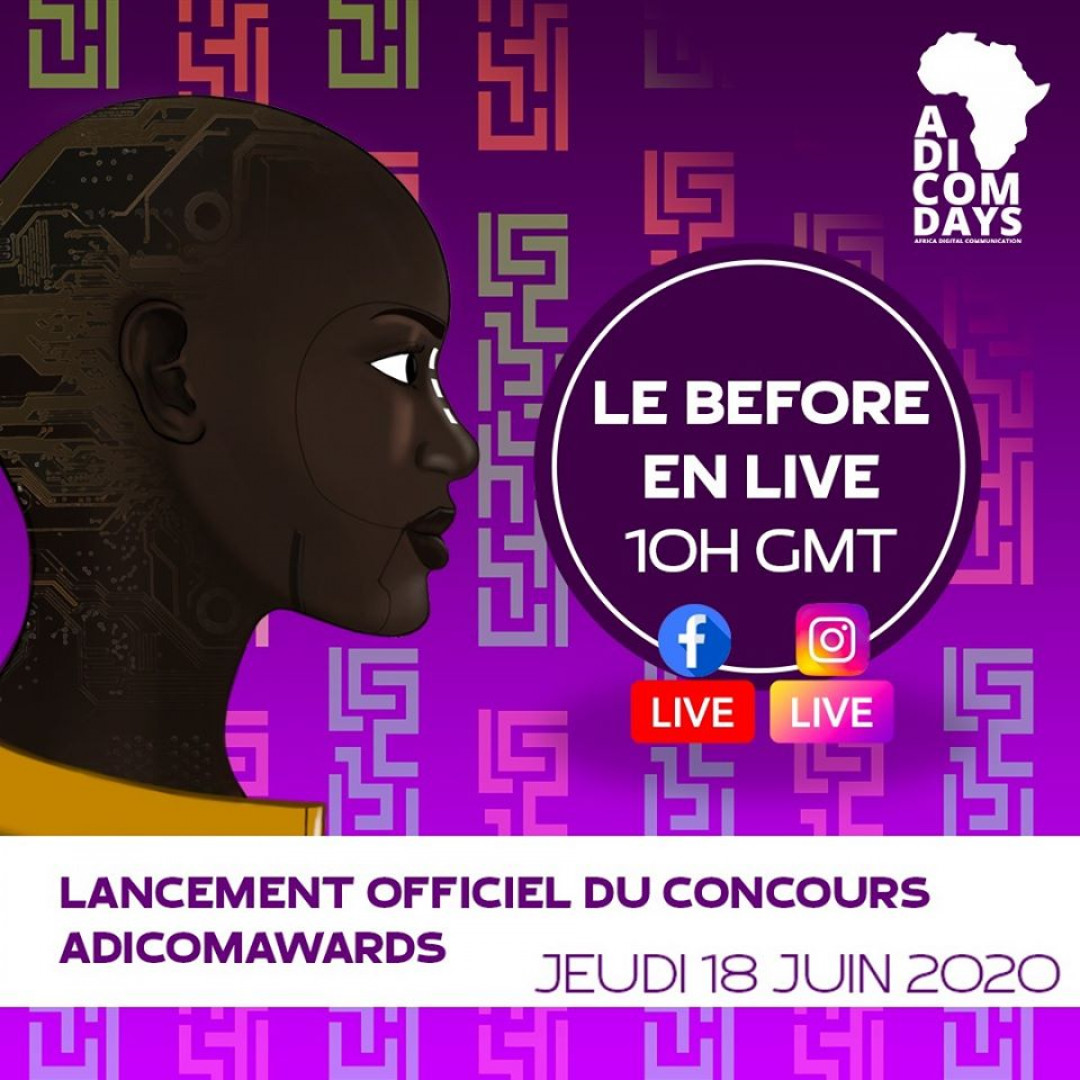 A
DI
COM
DAYS
AFRICA DIGITAL COMMUNICATION
LE BEFORE
EN LIVE
10H GMT
f
LIVE
LIVE
LANCEMENT OFFICIEL DU CONCOURS
ADICOMAWARDS
JEUDI 18 JUIN 2020